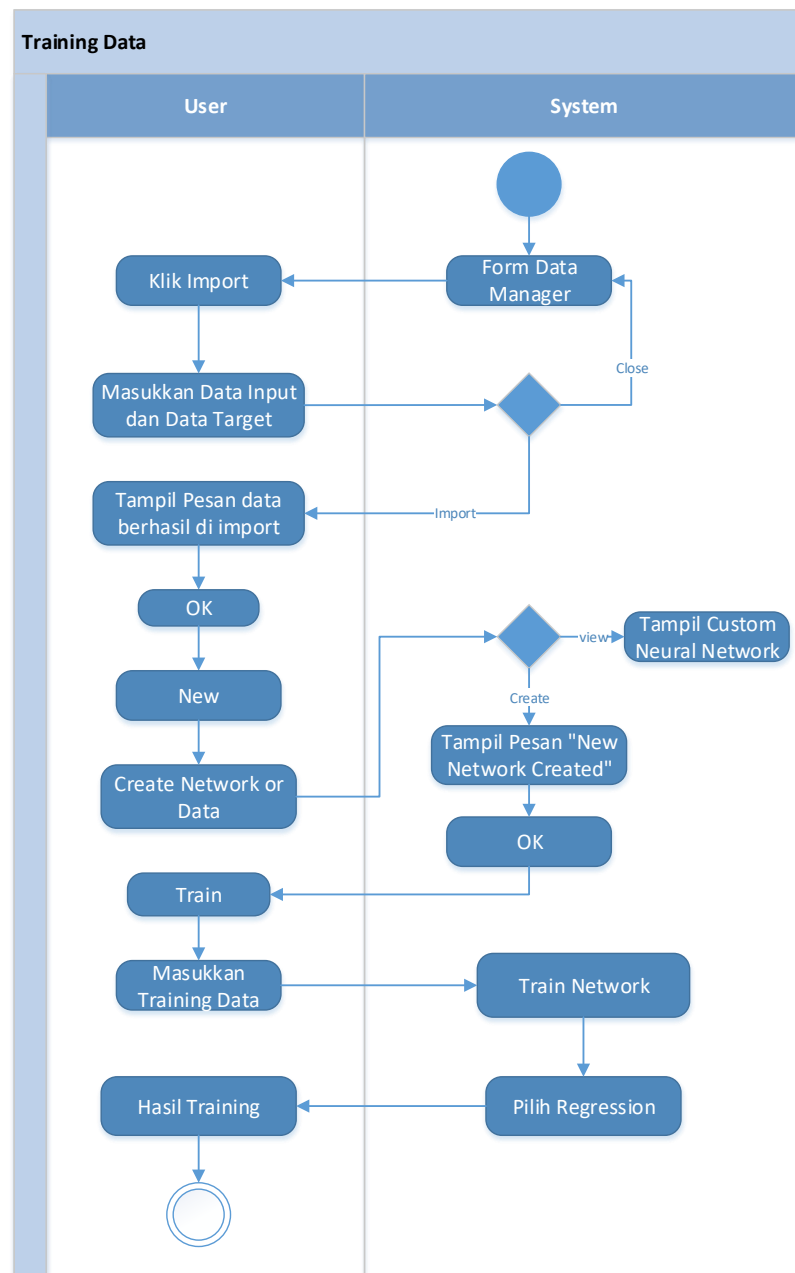 Training Data
User
System
Form Data
Manager
Klik Import
Close
Masukkan Data Input
dan Data Target
Tampil Pesan data
berhasil di import
Import
OK
view
Tampil Custom
Neural Network
New
Create
Tampil Pesan "New
Network Created"
Create Network or
Data
OK
Train
Masukkan
Training Data
Train Network
Hasil Training
Pilih Regression